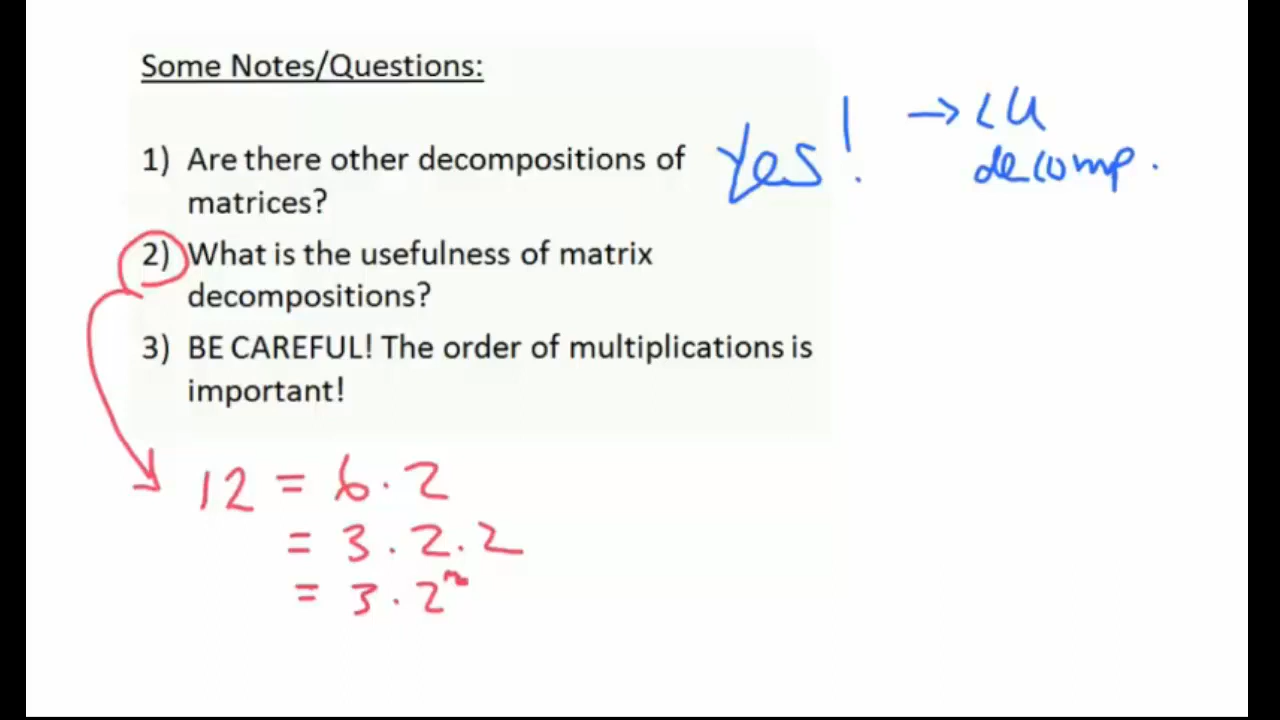 Some Notes/Questions:
1) Are there other decompositions of
matrices?
Yes!
→ LU
decomp.
2) What is the usefulness of matrix
decompositions?
3) BE CAREFUL! The order of multiplications is
important!
12 = 6 · 2
= 3 · 2 · 2
= 3 · 2²